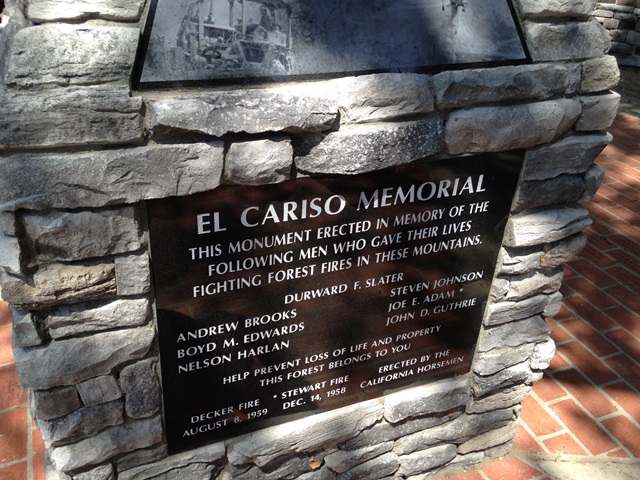 EL CARISO MEMORIAL
THIS MONUMENT ERECTED IN MEMORY OF THE
FOLLOWING MEN WHO GAVE THEIR LIVES
FIGHTING FOREST FIRES IN THESE MOUNTAINS.
DURWARD F. SLATER
ANDREW BROOKS STEVEN JOHNSON
BOYD M. EDWARDS JOE E. ADAM *
NELSON HARLAN JOHN D. GUTHRIE
HELP PREVENT LOSS OF LIFE AND PROPERTY
THIS FOREST BELONGS TO YOU
DECKER FIRE * STEWART FIRE ERECTED BY THE
AUGUST 8, 1959 DEC. 14, 1958 CALIFORNIA HORSEMEN